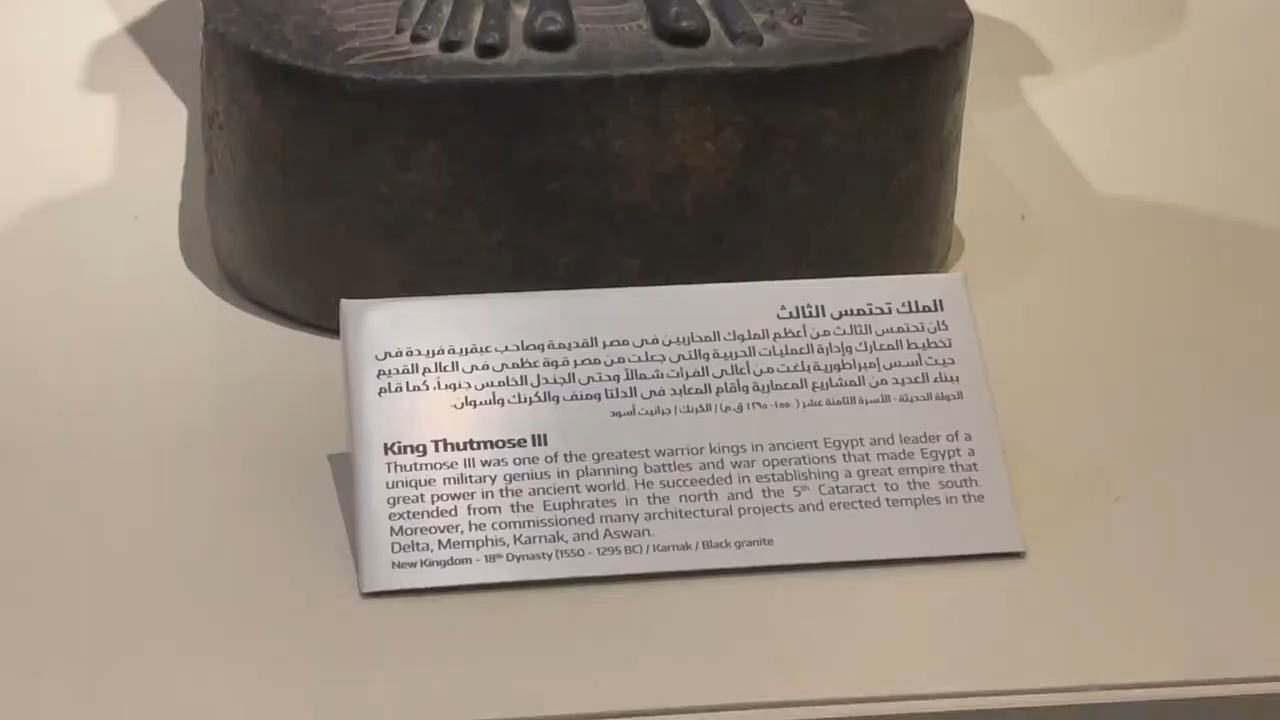 الملك تحتمس الثالث
كان تحتمس الثالث من أعظم الملوك المحاربين فى مصر القديمة وصاحب عبقرية فريدة فى
تخطيط المعارك وإدارة العمليات الحربية والتى جعلت من مصر قوة عظمى فى العالم القديم
حيث أسس إمبراطورية بلغت من أعالى الفرات شمالاً وحتى الجندل الخامس جنوباً، كما قام
ببناء العديد من المشاريع المعمارية وأقام المعابد فى الدلتا ومنف والكرنك وأسوان.
الدولة الحديثة - الأسرة الثامنة عشر (١٥٥٠-١٢٩٥ ق.م) / الكرنك / جرانيت أسود
King Thutmose III
Thutmose III was one of the greatest warrior kings in ancient Egypt and leader of a
unique military genius in planning battles and war operations that made Egypt a
great power in the ancient world. He succeeded in establishing a great empire that
extended from the Euphrates in the north and the 5th Cataract to the south.
Moreover, he commissioned many architectural projects and erected temples in the
Delta, Memphis, Karnak, and Aswan.
New Kingdom - 18th Dynasty (1550 - 1295 BC) / Karnak / Black granite